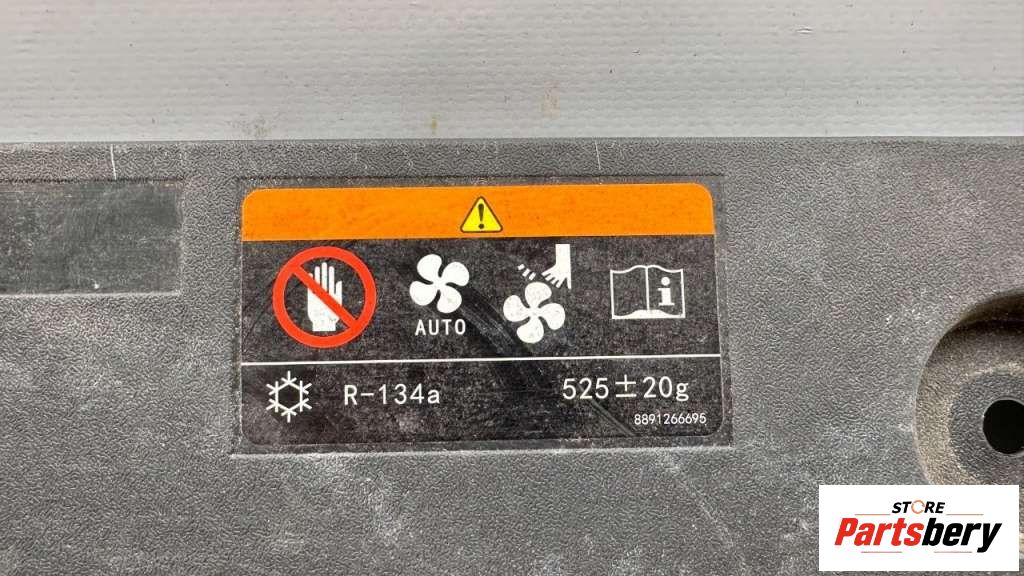 AUTO
i
R-134a 525±20g
8891266695
STORE
Partsbery